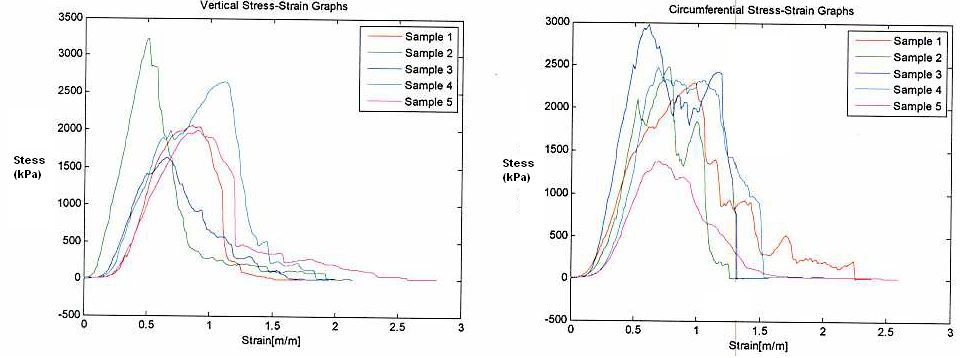 Vertical Stress-Strain Graphs
3500
3000
2500
2000
1500
1000
500
0
-500
Stess
(kPa)
0 0.5 1 1.5 2 2.5 3
Strain[m/m]
Sample 1
Sample 2
Sample 3
Sample 4
Sample 5
Circumferential Stress-Strain Graphs
3000
2500
2000
1500
1000
500
0
-500
Stess
(kPa)
0 0.5 1 1.5 2 2.5 3
Strain[m/m]
Sample 1
Sample 2
Sample 3
Sample 4
Sample 5